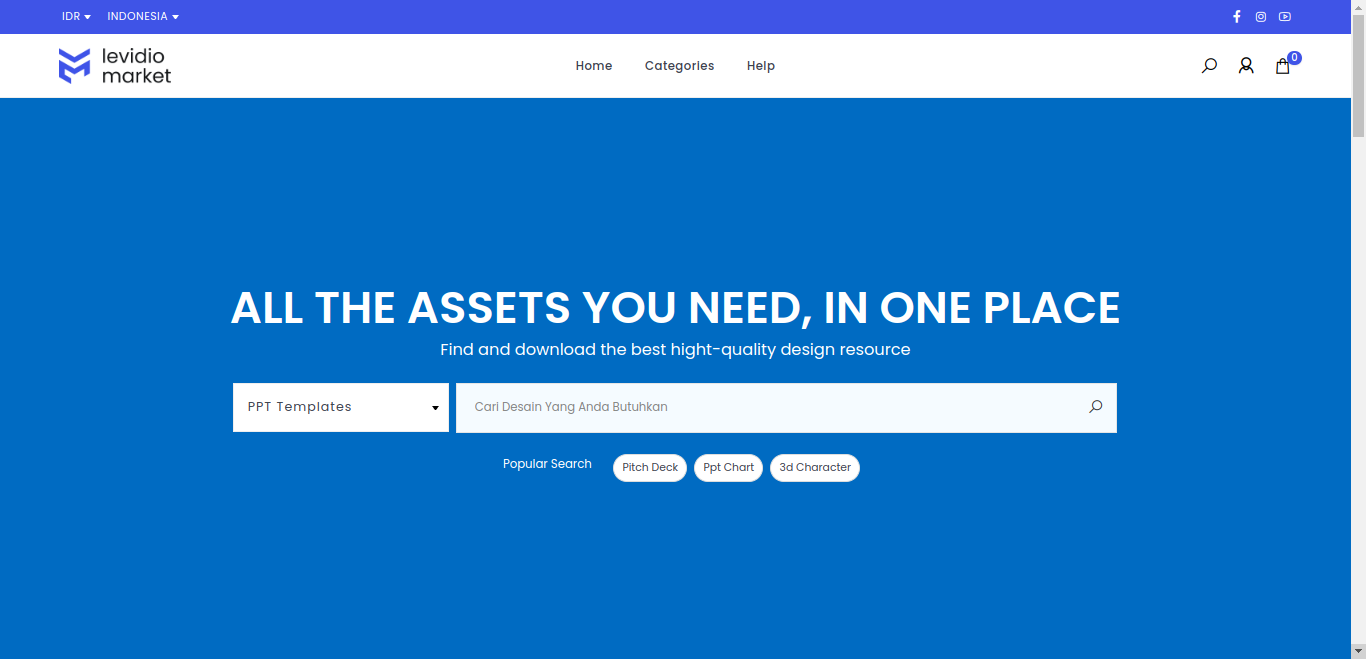 IDR INDONESIA
levidio
market
Home Categories Help
0
ALL THE ASSETS YOU NEED, IN ONE PLACE
Find and download the best hight-quality design resource
PPT Templates Cari Desain Yang Anda Butuhkan
Popular Search Pitch Deck Ppt Chart 3d Character